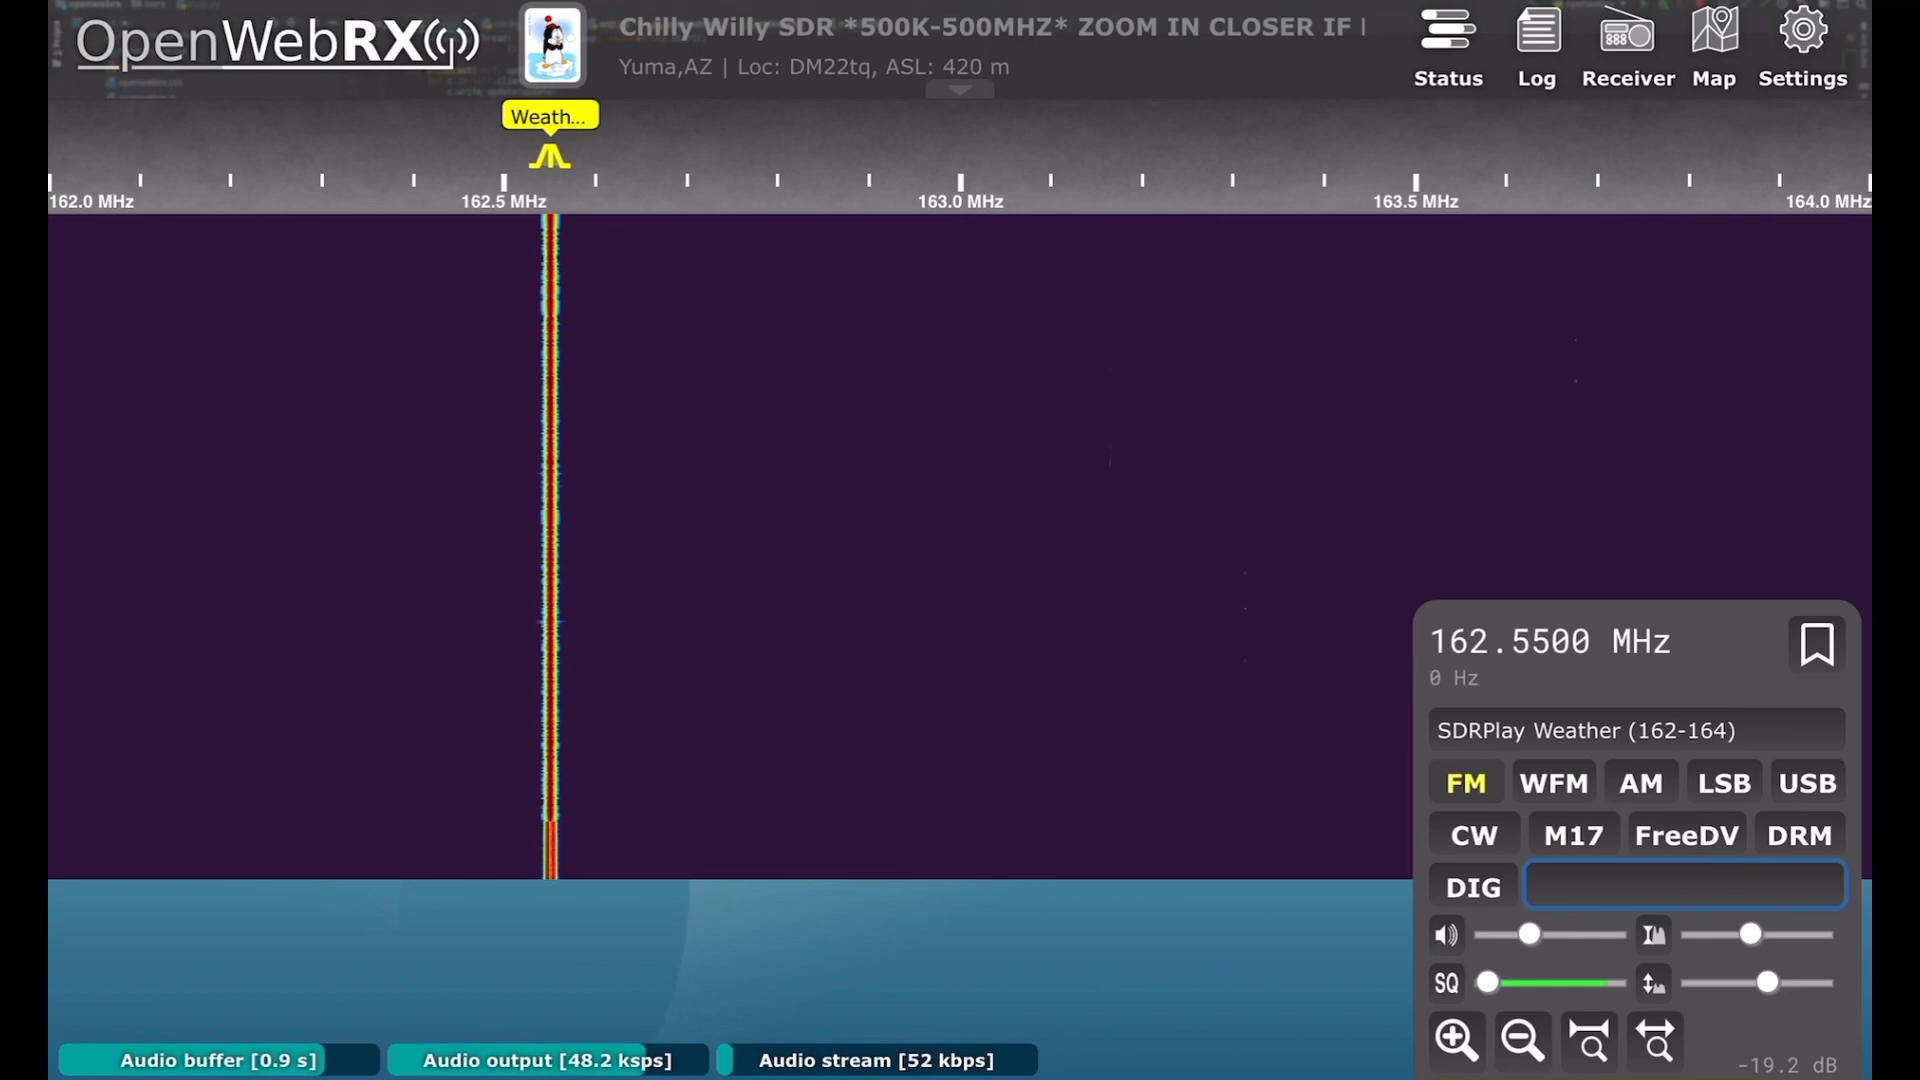 OpenWebRX
Chilly Willy SDR *500K-500MHZ* ZOOM IN CLOSER IF
Yuma,AZ | Loc: DM22tq, ASL: 420 m
Status
Log
Receiver
Map
Settings
Weath...
162.0 MHz
162.5 MHz
163.0 MHz
163.5 MHz
164.0 MHz
162.5500 MHz
0 Hz
SDRPlay Weather (162-164)
FM WFM AM LSB USB
CW M17 FreeDV DRM
DIG
SQ
Audio buffer [0.9 s]
Audio output [48.2 ksps]
Audio stream [52 kbps]
-19.2 dB